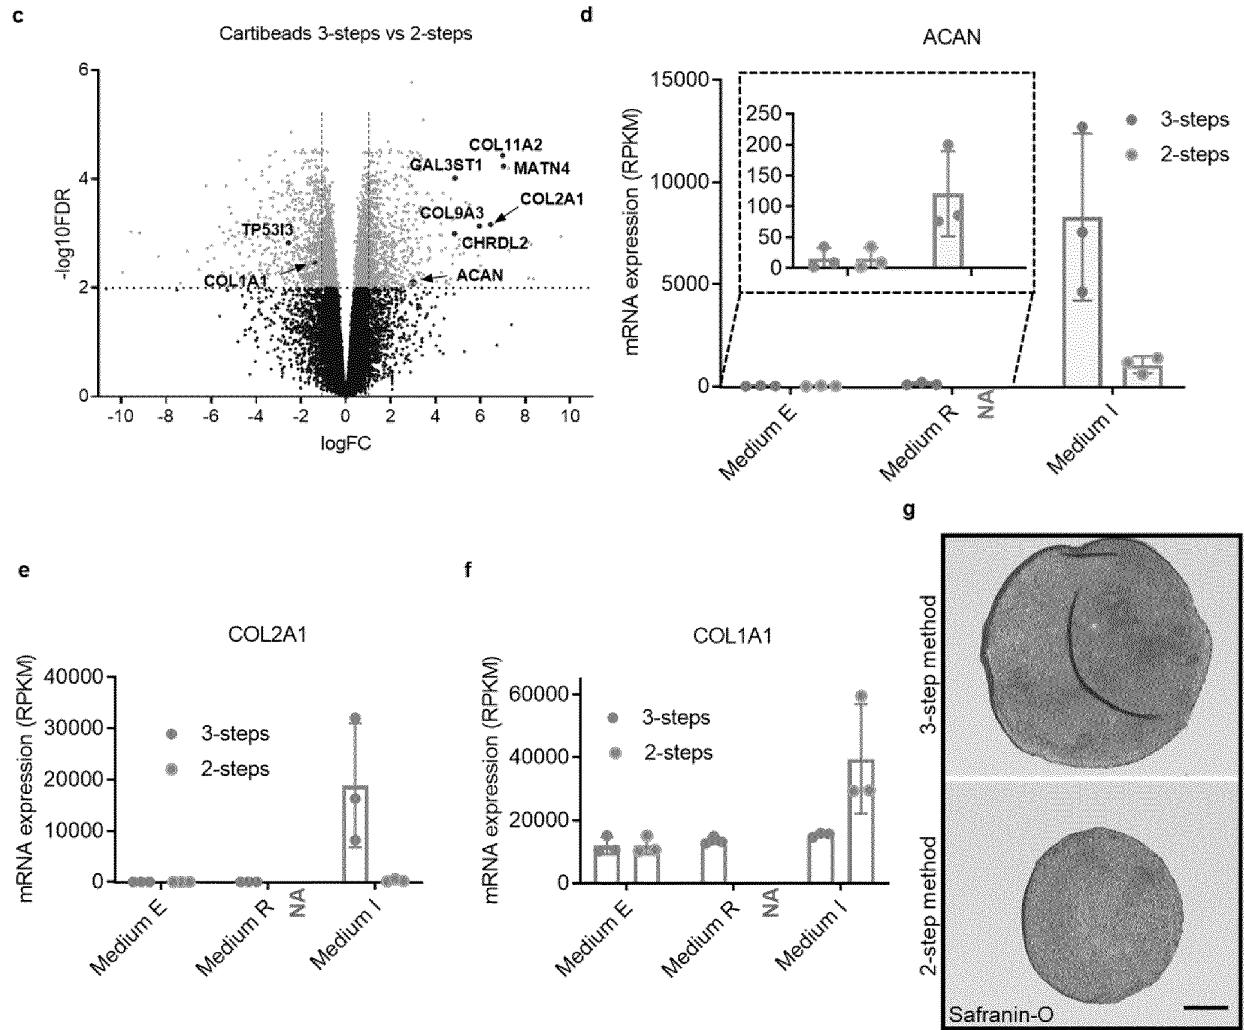 c
Cartibeads 3-steps vs 2-steps
6
4
2
0
-log10FDR
-10 -8 -6 -4 -2 0 2 4 6 8 10
logFC
COL11A2
GAL3ST1
MATN4
COL2A1
COL9A3
TP53I3
CHRDL2
COL1A1
ACAN
d
ACAN
15000
10000
5000
0
mRNA expression (RPKM)
250
200
150
100
50
0
3-steps
2-steps
NA
Medium E
Medium R
Medium I
e
COL2A1
40000
30000
20000
10000
0
mRNA expression (RPKM)
3-steps
2-steps
NA
Medium E
Medium R
Medium I
f
COL1A1
60000
40000
20000
0
mRNA expression (RPKM)
3-steps
2-steps
NA
Medium E
Medium R
Medium I
g
3-step method
2-step method
Safranin-O